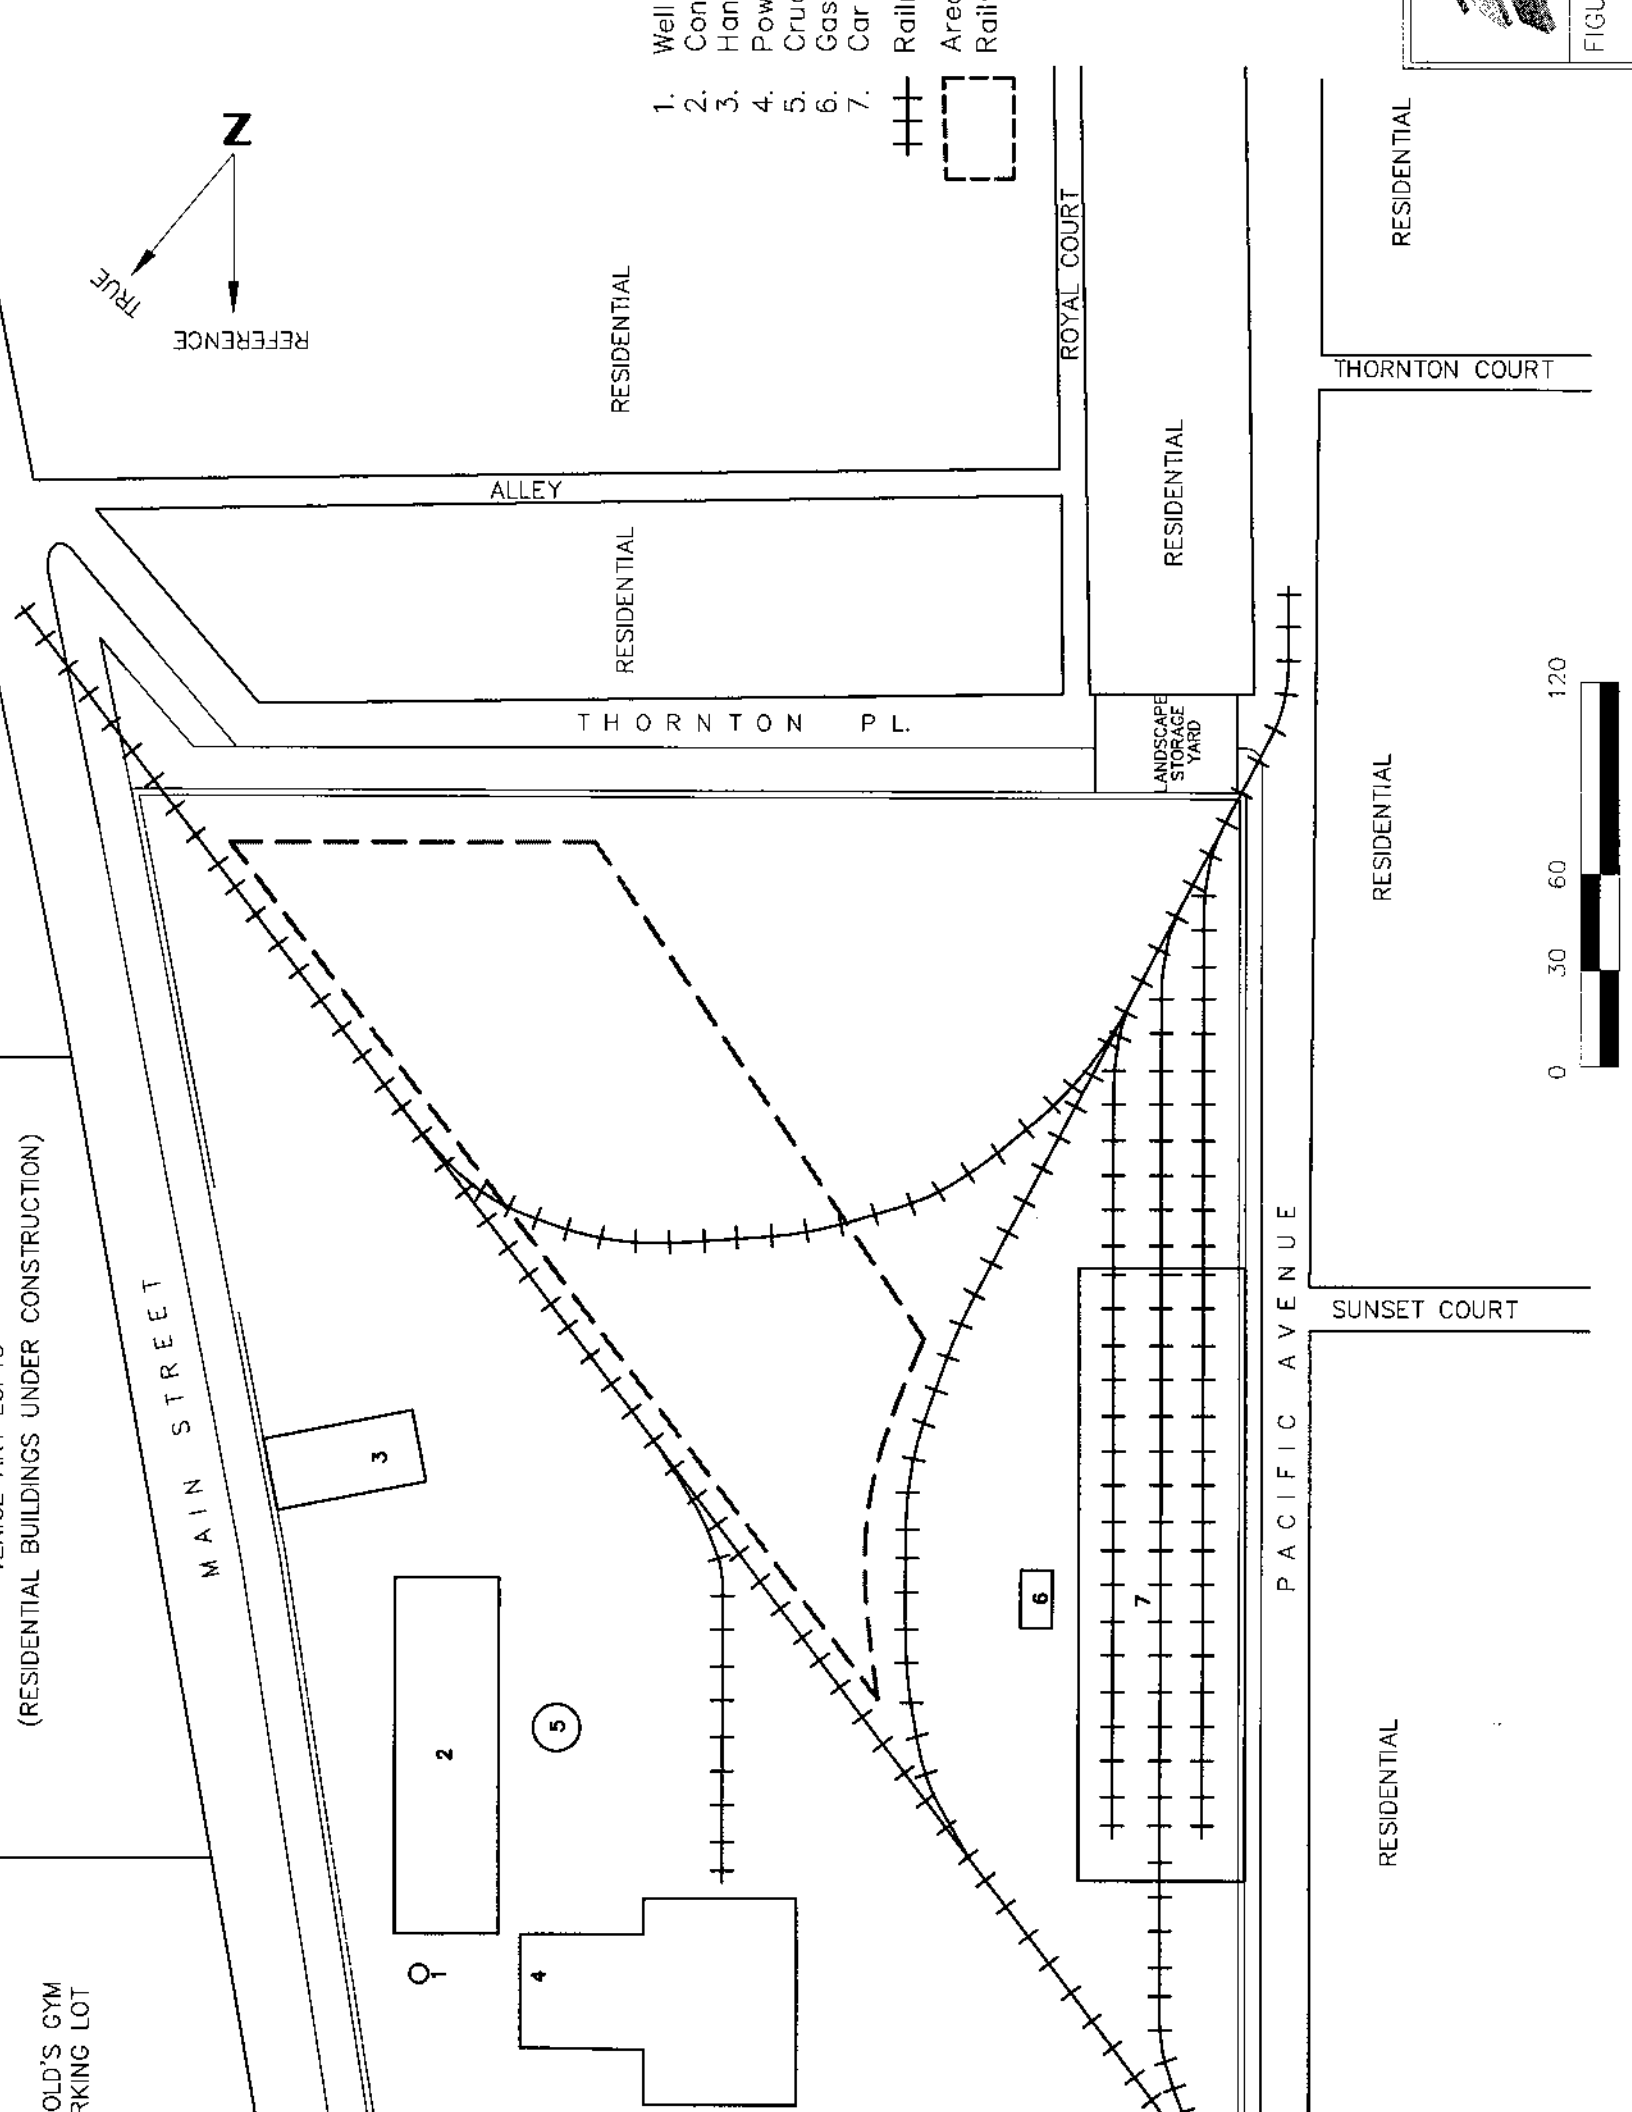 (RESIDENTIAL BUILDINGS UNDER CONSTRUCTION)
OLD'S GYM
RKING LOT
MAIN STREET
TRUE
REFERENCE
N
1. Well
2. Con
3. Han
4. Pow
5. Cru
6. Gas
7. Car
Rail
Area
Rail
RESIDENTIAL
ALLEY
RESIDENTIAL
THORNTON PL.
ROYAL COURT
RESIDENTIAL
LANDSCAPE
STORAGE
YARD
3
2
5
1
4
6
7
PACIFIC AVENUE
THORNTON COURT
SUNSET COURT
RESIDENTIAL
RESIDENTIAL
RESIDENTIAL
0 30 60 120
FIGU